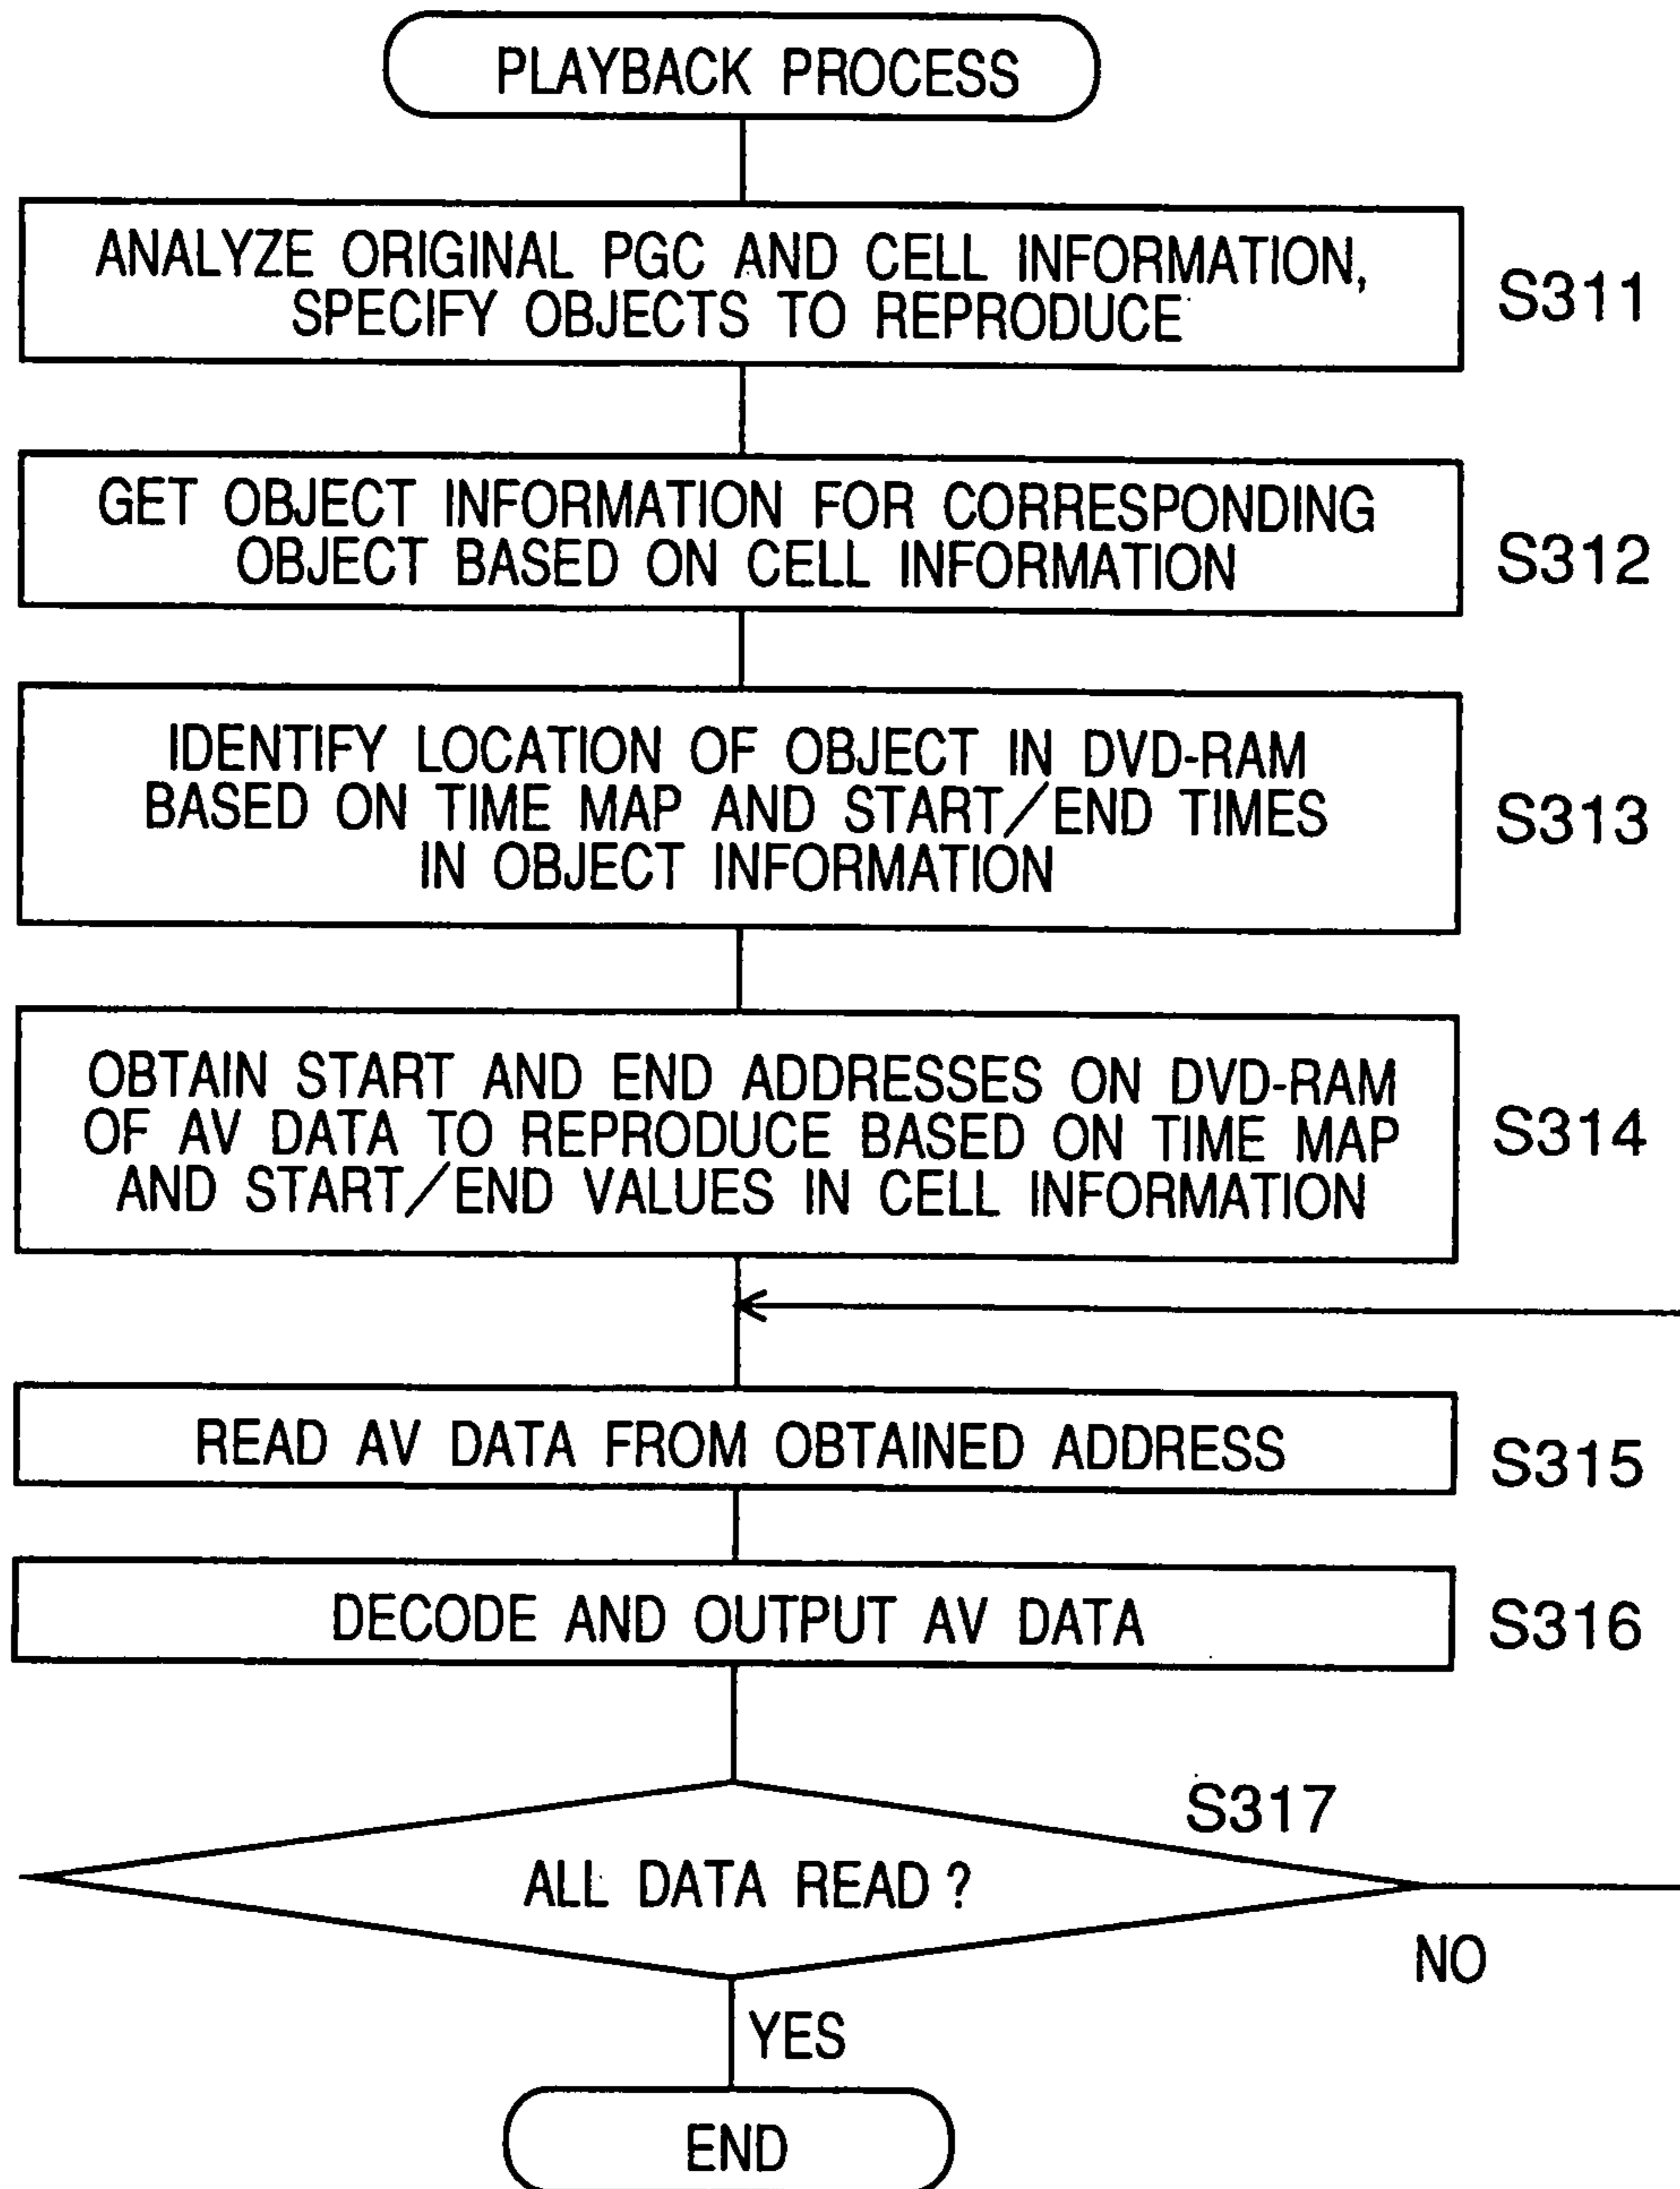 PLAYBACK PROCESS
ANALYZE ORIGINAL PGC AND CELL INFORMATION,
SPECIFY OBJECTS TO REPRODUCE
S311
GET OBJECT INFORMATION FOR CORRESPONDING
OBJECT BASED ON CELL INFORMATION
S312
IDENTIFY LOCATION OF OBJECT IN DVD-RAM
BASED ON TIME MAP AND START/END TIMES
IN OBJECT INFORMATION
S313
OBTAIN START AND END ADDRESSES ON DVD-RAM
OF AV DATA TO REPRODUCE BASED ON TIME MAP
AND START/END VALUES IN CELL INFORMATION
S314
READ AV DATA FROM OBTAINED ADDRESS
S315
DECODE AND OUTPUT AV DATA
S316
S317
ALL DATA READ ?
NO
YES
END